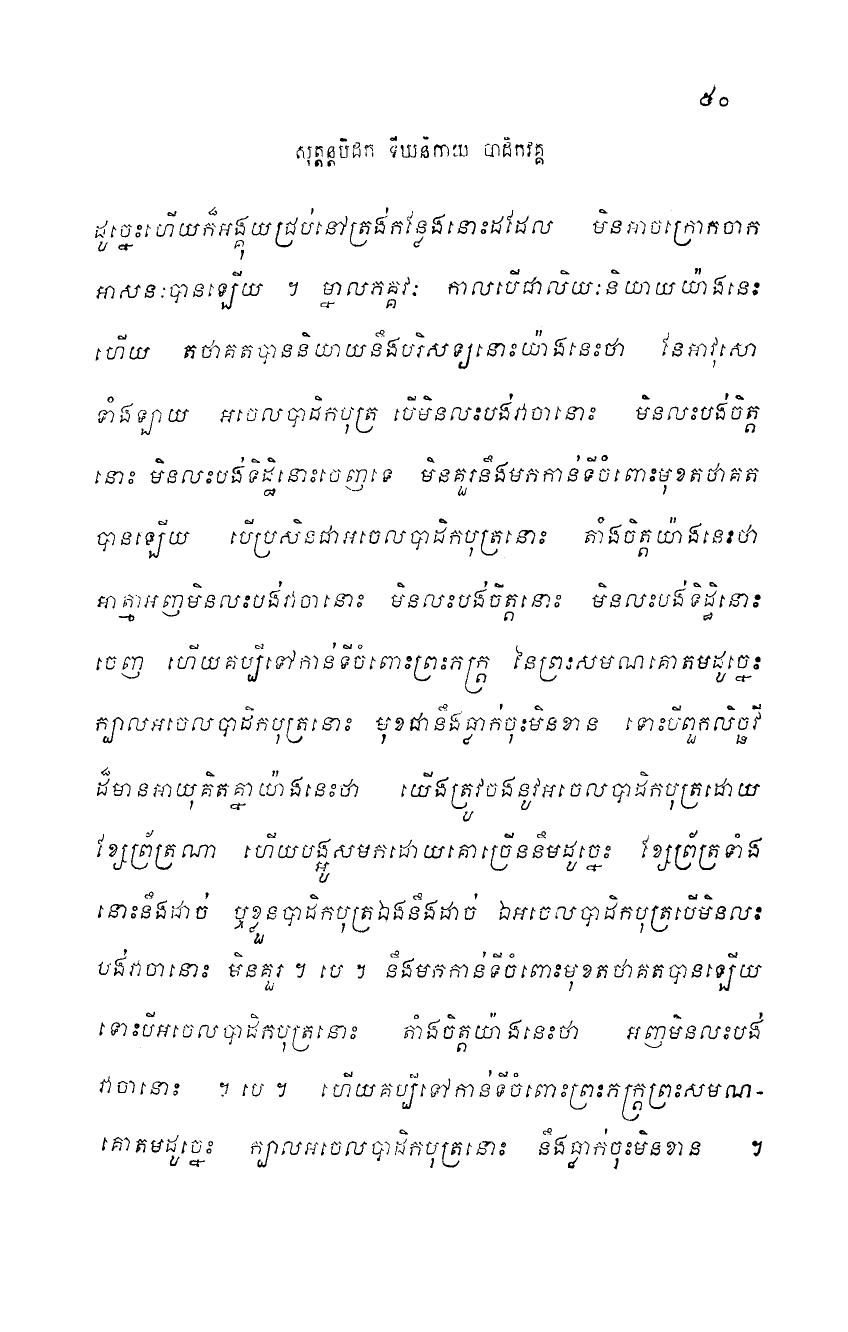 ៥០
សុត្តន្តបិដក ទីឃនិកាយ បាដិកវគ្គ
ដូច្នេះហើយក៏អង្គុយជ្រប់នៅត្រង់កន្លែងនោះដដែល មិនអាចក្រោកចាក
អាសនៈបានឡើយ ។ ម្នាលភគ្គវៈ កាលបើជាលិយៈនិយាយយ៉ាងនេះ
ហើយ តថាគតបាននិយាយនឹងបរិសទ្យនោះយ៉ាងនេះថា នែអាវុសោ
ទាំងឡាយ អចេលបាដិកបុត្រ បើមិនលះបង់វាចានោះ មិនលះបង់ចិត្ត
នោះ មិនលះបង់ទិដ្ឋិនោះចេញទេ មិនគួរនឹងមកកាន់ទីចំពោះមុខតថាគត
បានឡើយ បើប្រសិនជាអចេលបាដិកបុត្រនោះ តាំងចិត្តយ៉ាងនេះថា
អាត្មាអញមិនលះបង់វាចានោះ មិនលះបង់ចិត្តនោះ មិនលះបង់ទិដ្ឋិនោះ
ចេញ ហើយគប្បីទៅកាន់ទីចំពោះព្រះភក្ត្រ នៃព្រះសមណគោតមដូច្នេះ
ក្បាលអចេលបាដិកបុត្រនោះ មុខជានឹងធ្លាក់ចុះមិនខាន ទោះបីពួកលិច្ឆវី
ដ៏មានអាយុគិតគ្នាយ៉ាងនេះថា យើងត្រូវចងនូវអចេលបាដិកបុត្រដោយ
ខ្សែព្រ័ត្រណា ហើយបង្អូសមកដោយគោច្រើននឹមដូច្នេះ ខ្សែព្រ័ត្រទាំង
នោះនឹងដាច់ ឬខ្លួនបាដិកបុត្រឯងនឹងដាច់ ឯអចេលបាដិកបុត្របើមិនលះ
បង់វាចានោះ មិនគួរ ។ បេ ។ នឹងមកកាន់ទីចំពោះមុខតថាគតបានឡើយ
ទោះបីអចេលបាដិកបុត្រនោះ តាំងចិត្តយ៉ាងនេះថា អញមិនលះបង់
វាចានោះ ។ បេ ។ ហើយគប្បីទៅកាន់ទីចំពោះព្រះភក្ត្រព្រះសមណ-
គោតមដូច្នេះ ក្បាលអចេលបាដិកបុត្រនោះ នឹងធ្លាក់ចុះមិនខាន ។